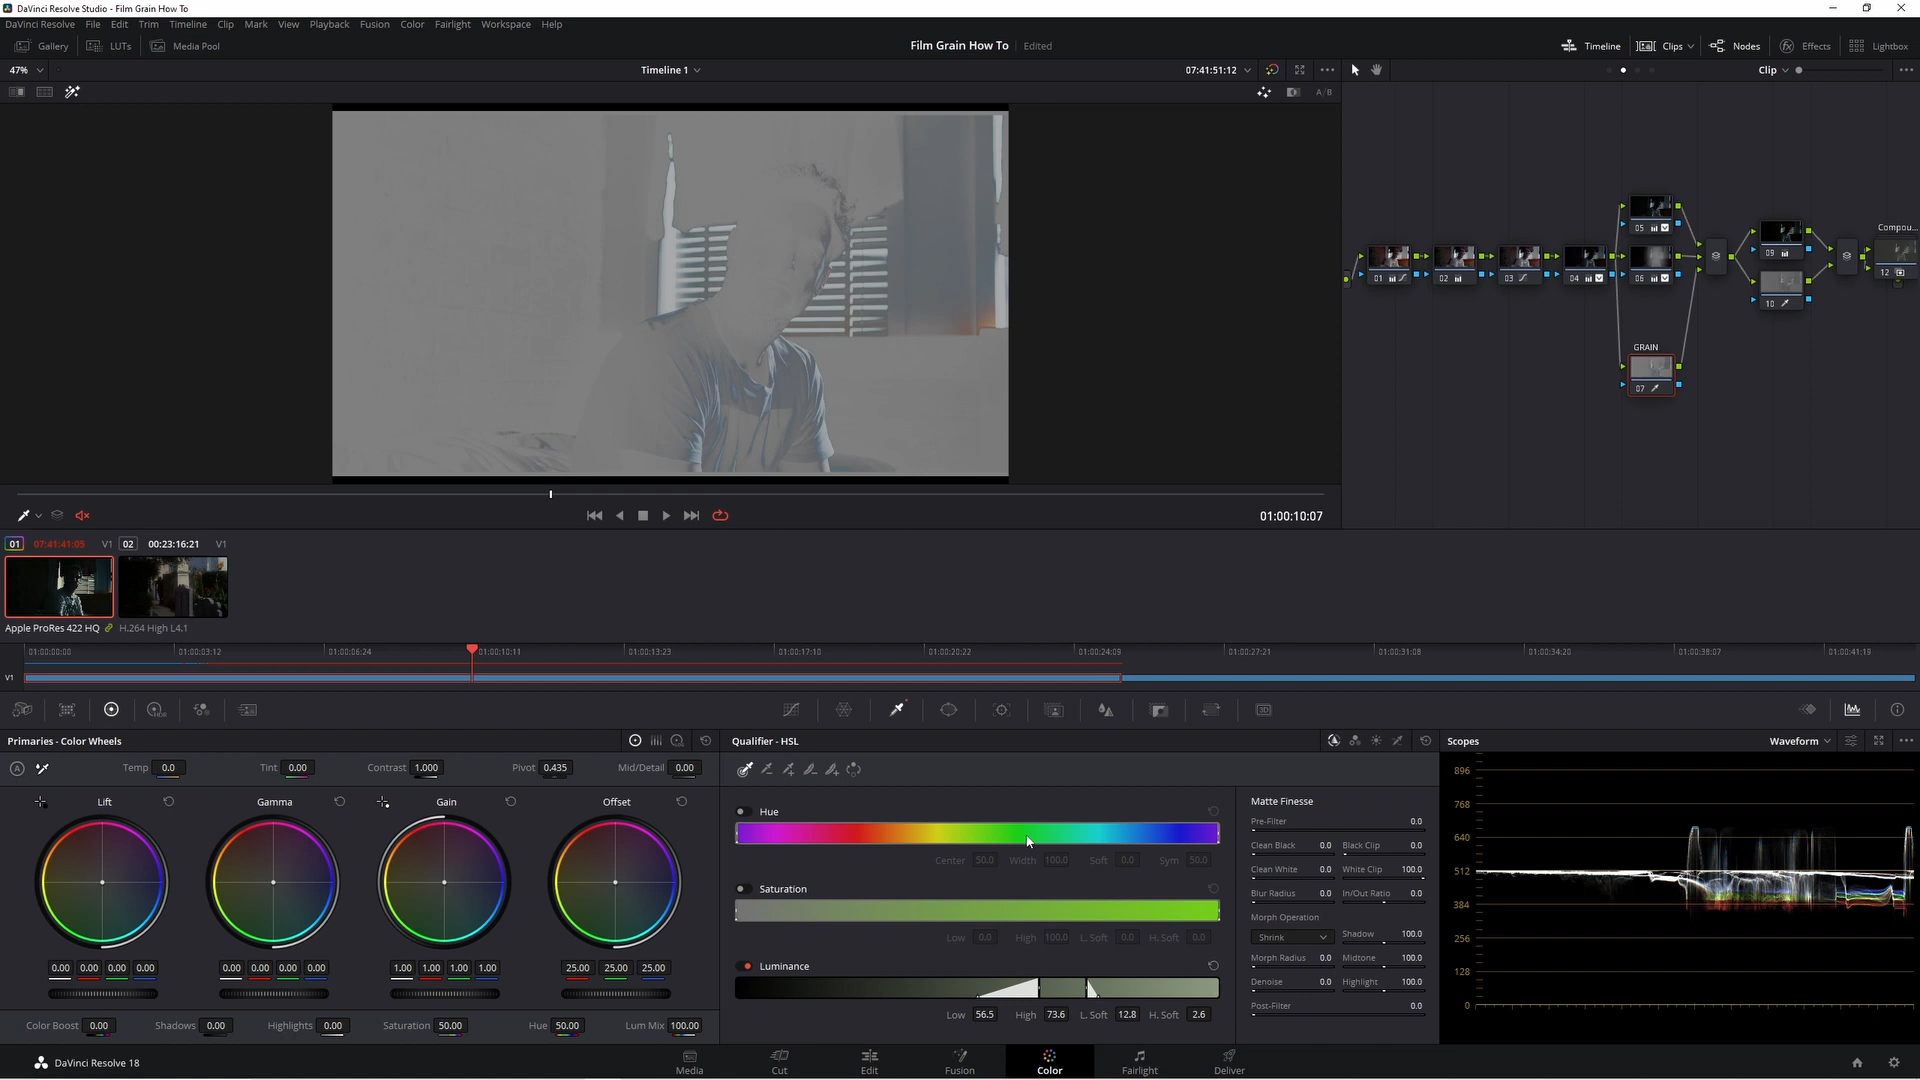 DaVinci Resolve Studio - Film Grain How To
DaVinci Resolve File Edit Trim Timeline Clip Mark View Playback Fusion Color Fairlight Workspace Help
Gallery LUTs Media Pool Film Grain How To Edited Timeline Clips Nodes Effects Lightbox
47% Timeline 1 07:41:51:12 Clip
A/B
05
Compou...
09
01 02 03 04 06 12
10
GRAIN
07
01:00:10:07
01 07:41:41:05 V1 02 00:23:16:21 V1
Apple ProRes 422 HQ H.264 High L4.1
01:00:00:00 01:00:03:12 01:00:06:24 01:00:10:11 01:00:13:23 01:00:17:10 01:00:20:22 01:00:24:09 01:00:27:21 01:00:31:08 01:00:34:20 01:00:38:07 01:00:41:19
V1
HDR 3D
Primaries - Color Wheels Qualifier - HSL Scopes Waveform
A Temp 0.0 Tint 0.00 Contrast 1.000 Pivot 0.435 Mid/Detail 0.00
Lift Gamma Gain Offset
0.00 0.00 0.00 0.00 0.00 0.00 0.00 0.00 1.00 1.00 1.00 1.00 25.00 25.00 25.00
Color Boost 0.00 Shadows 0.00 Highlights 0.00 Saturation 50.00 Hue 50.00 Lum Mix 100.00
Hue
Center 50.0 Width 100.0 Soft 0.0 Sym 50.0
Saturation
Low 0.0 High 100.0 L. Soft 0.0 H. Soft 0.0
Luminance
Low 56.5 High 73.6 L. Soft 12.8 H. Soft 2.6
Matte Finesse
Pre-Filter 0.0
Clean Black 0.0 Black Clip 0.0
Clean White 0.0 White Clip 100.0
Blur Radius 0.0 In/Out Ratio 0.0
Morph Operation
Shrink Shadow 100.0
Morph Radius 0.0 Midtone 100.0
Denoise 0.0 Highlight 100.0
Post-Filter 0.0
896
768
640
512
384
256
128
0
DaVinci Resolve 18 Media Cut Edit Fusion Color Fairlight Deliver